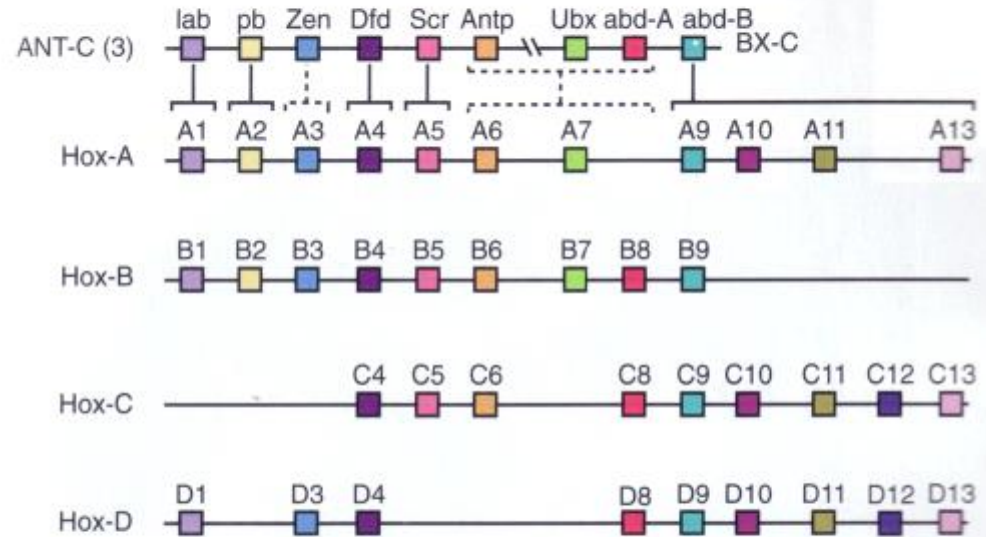 lab pb Zen Dfd Scr Antp Ubx abd-A abd-B
ANT-C (3) BX-C
A1 A2 A3 A4 A5 A6 A7 A9 A10 A11 A13
Hox-A
B1 B2 B3 B4 B5 B6 B7 B8 B9
Hox-B
C4 C5 C6 C8 C9 C10 C11 C12 C13
Hox-C
D1 D3 D4 D8 D9 D10 D11 D12 D13
Hox-D